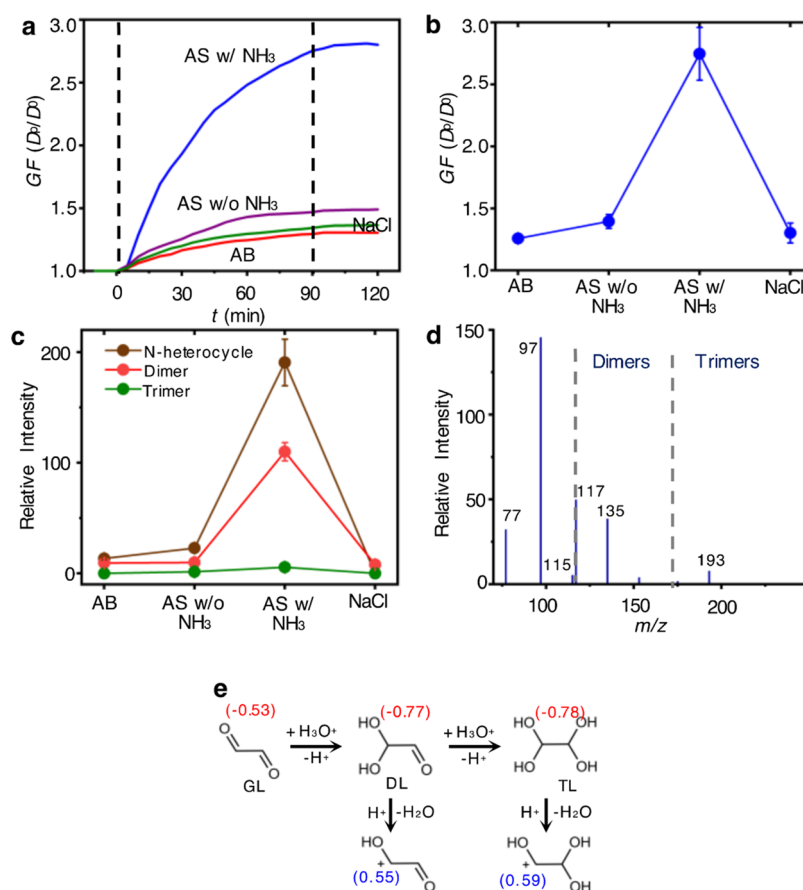 a
3.0
2.5
2.0
1.5
1.0
GF (Dp/D0)
AS w/ NH3
AS w/o NH3
NaCl
AB
0 30 60 90 120
t (min)
b
3.0
2.5
2.0
1.5
1.0
GF (Dp/D0)
AB AS w/o AS w/ NaCl
NH3 NH3
c
200
100
0
Relative Intensity
N-heterocycle
Dimer
Trimer
AB AS w/o AS w/ NaCl
NH3 NH3
d
150
100
50
0
Relative Intensity
97 Dimers Trimers
77 117
135
115 193
100 150 200
m/z
e
(-0.53) (-0.77) (-0.78)
O HO OH OH
+ H3O+ + H3O+
-H+ -H+
O HO O HO OH
GL DL TL
H+ -H2O H+ -H2O
HO HO OH
+ +
(0.55) O (0.59) OH